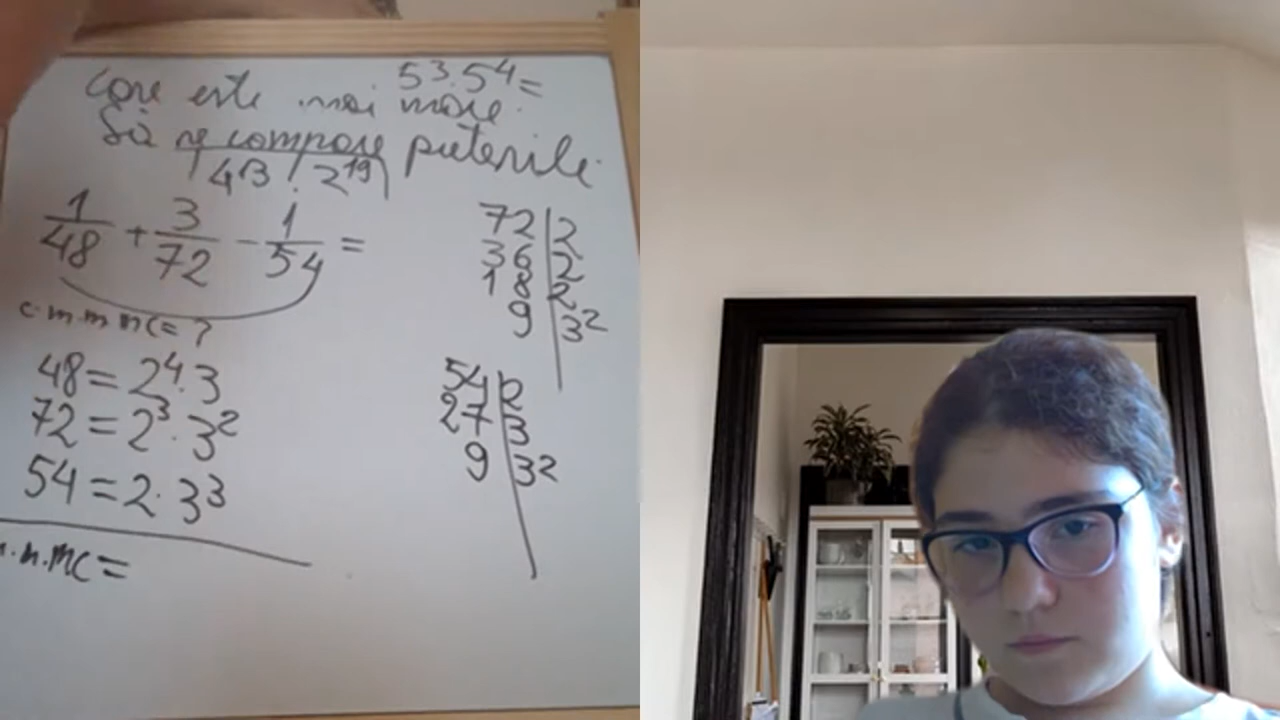 5³·5⁴=
Care este mai mare.
Să se compare puterile.
4¹³ ; 2¹⁹
1/48 + 3/72 - 1/54 =
c.m.m.mc=?
48=2⁴·3
72=2³·3²
54=2·3³
.m.mc=
72|2
36|2
18|2
9|3²
54|2
27|3
9|3²